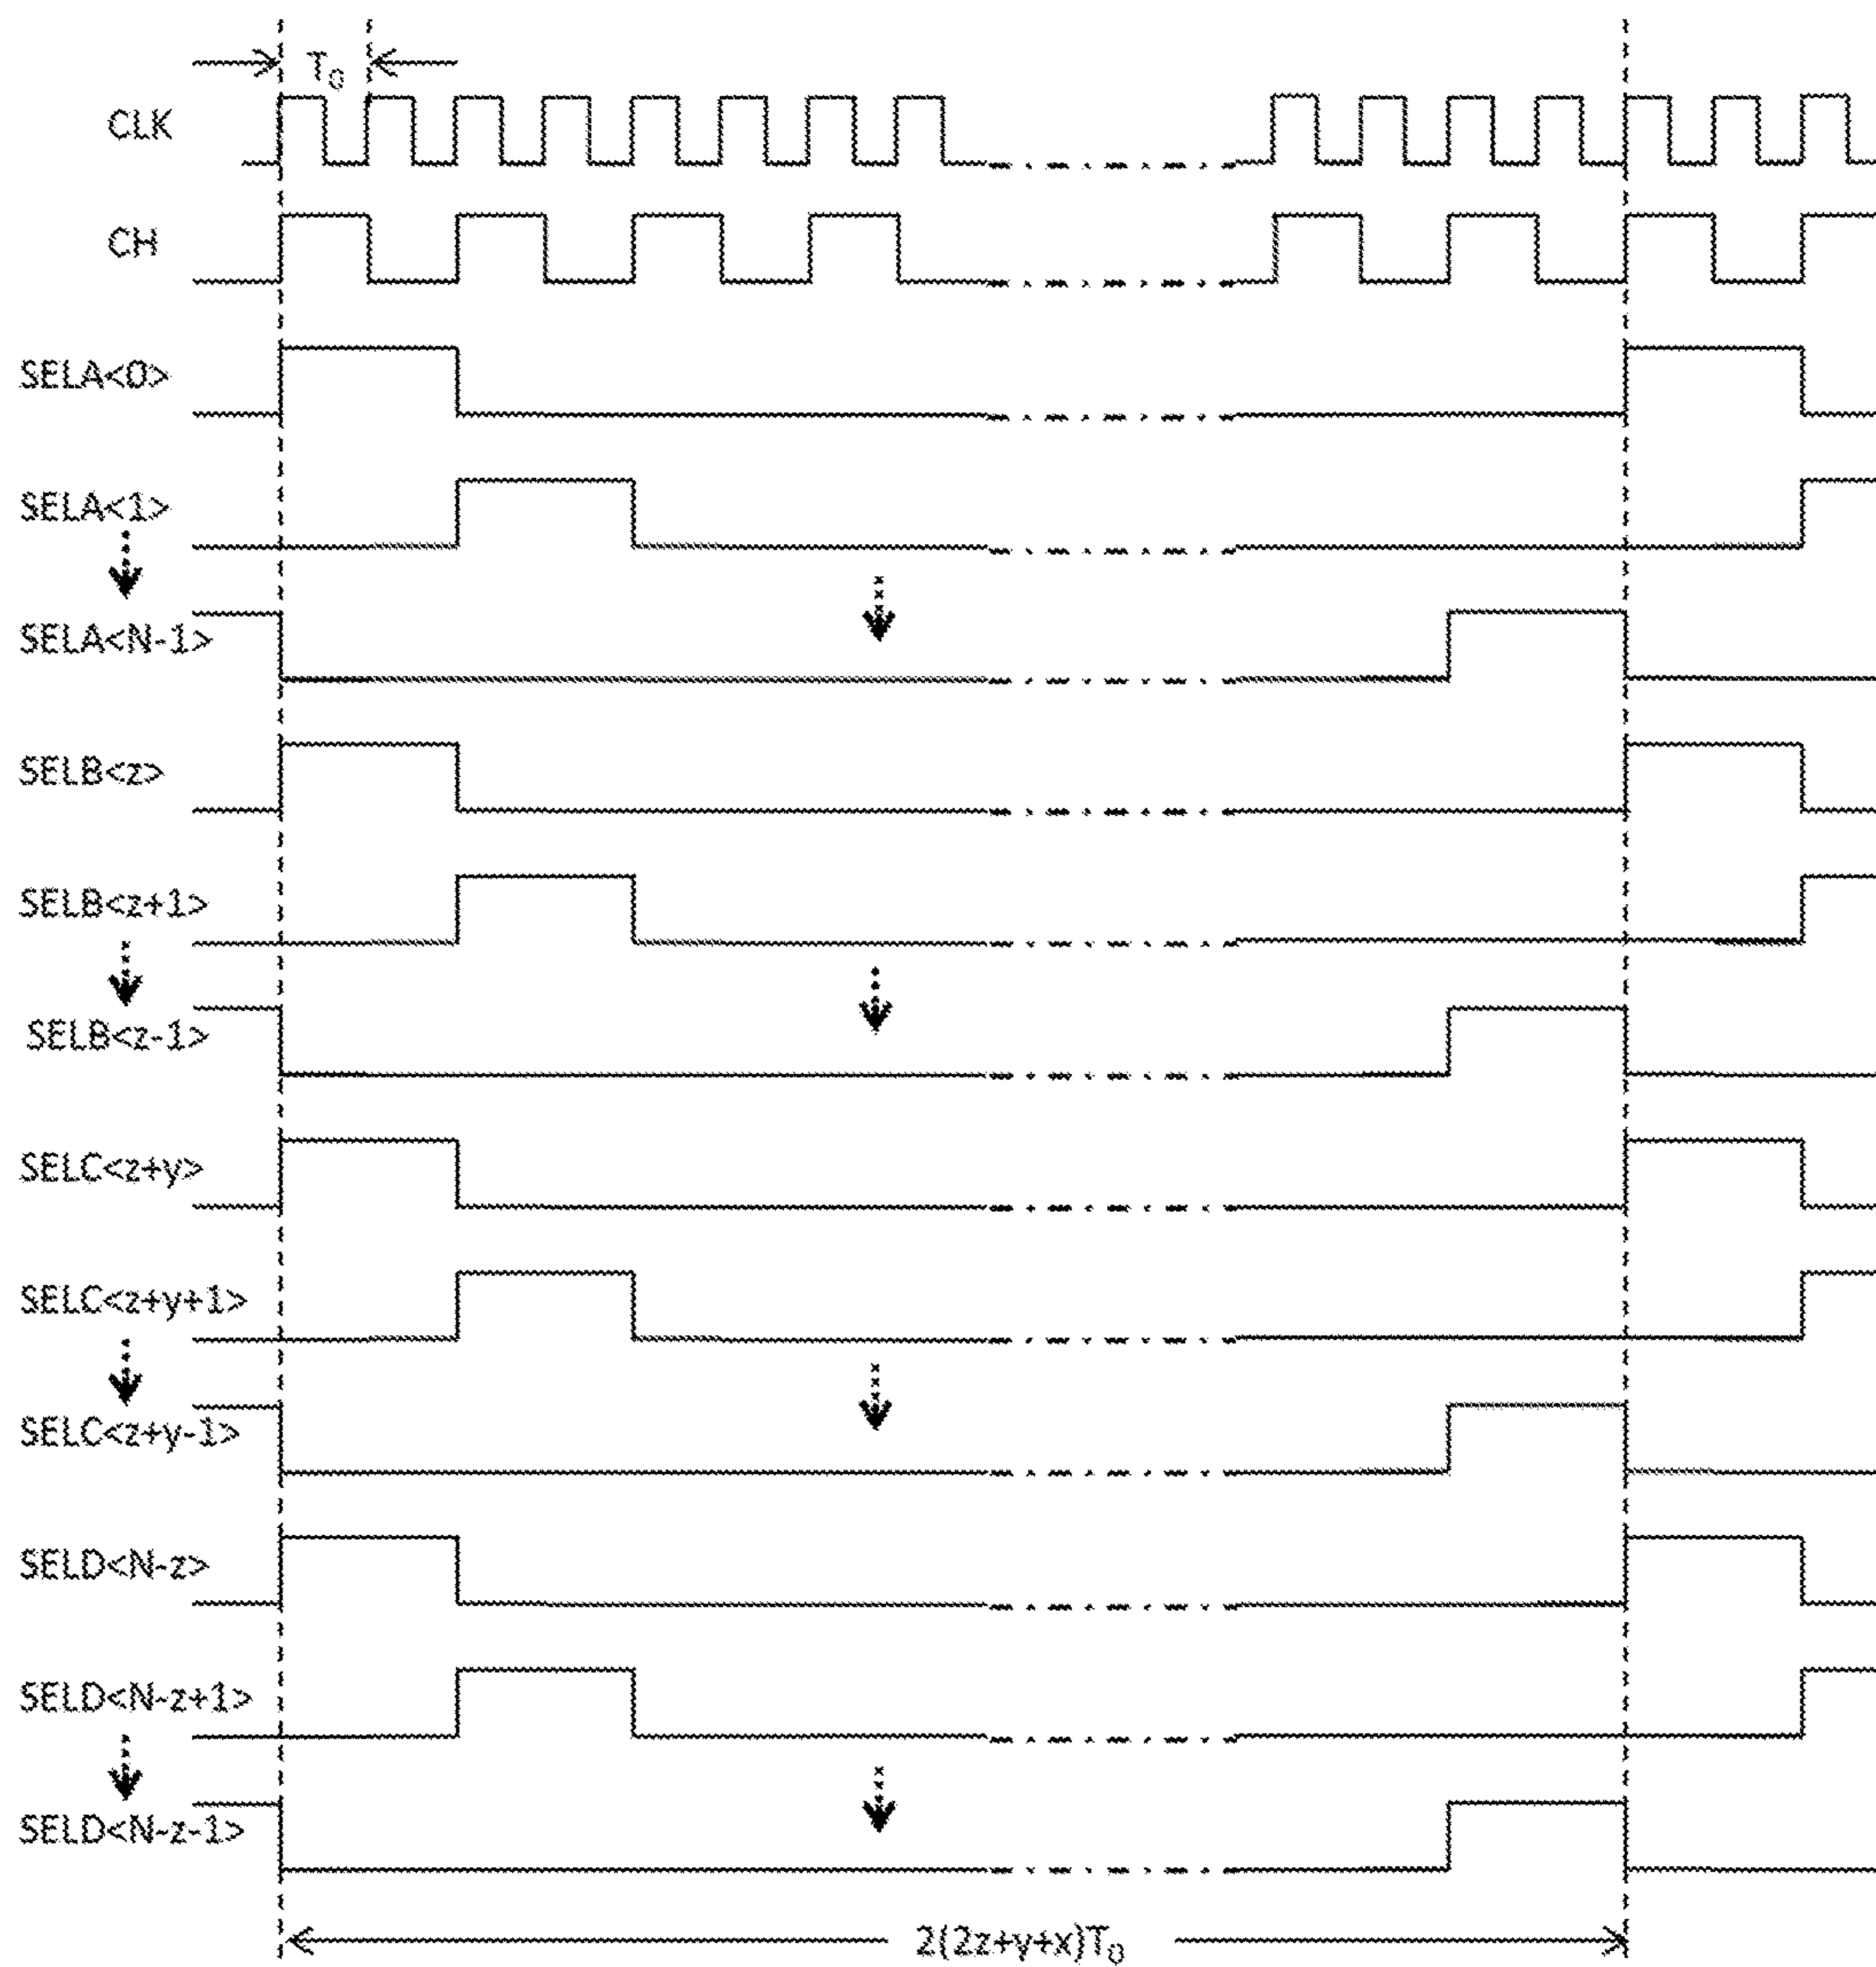 T₀
CLK
CH
SELA<0>
SELA<1>
SELA<N-1>
SELB<z>
SELB<z+1>
SELB<z-1>
SELC<z+y>
SELC<z+y+1>
SELC<z+y-1>
SELD<N-z>
SELD<N-z+1>
SELD<N-z-1>
2(2z+y+x)T₀